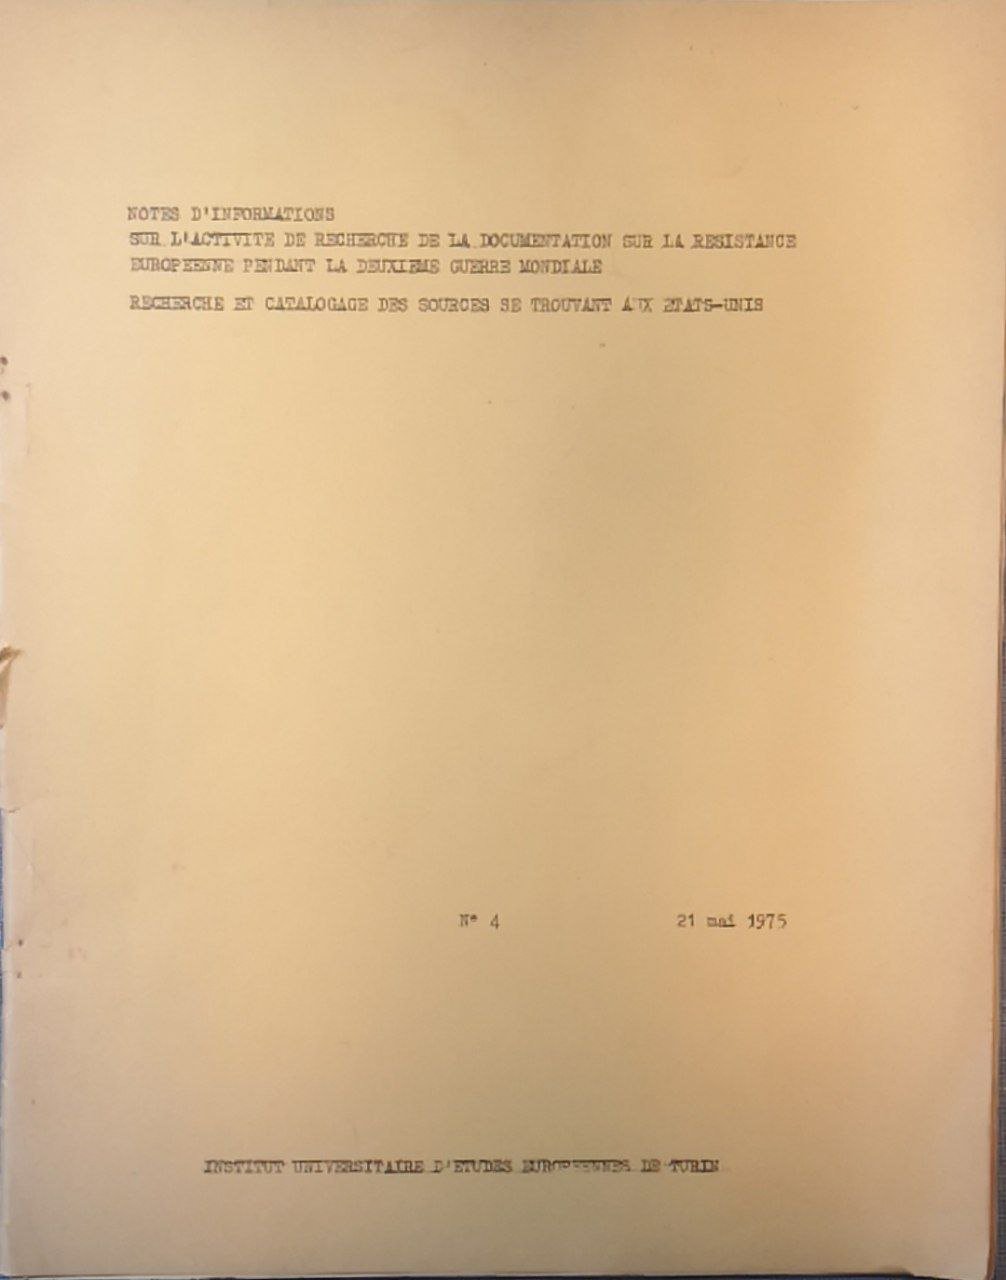 NOTES D'INFORMATIONS
SUR L'ACTIVITE DE RECHERCHE DE LA DOCUMENTATION SUR LA RESISTANCE
EUROPEENNE PENDANT LA DEUXIEME GUERRE MONDIALE
RECHERCHE ET CATALOGAGE DES SOURCES SE TROUVANT AUX ETATS-UNIS
N° 4 21 mai 1975
INSTITUT UNIVERSITAIRE D'ETUDES EUROPEENNES DE TURIN